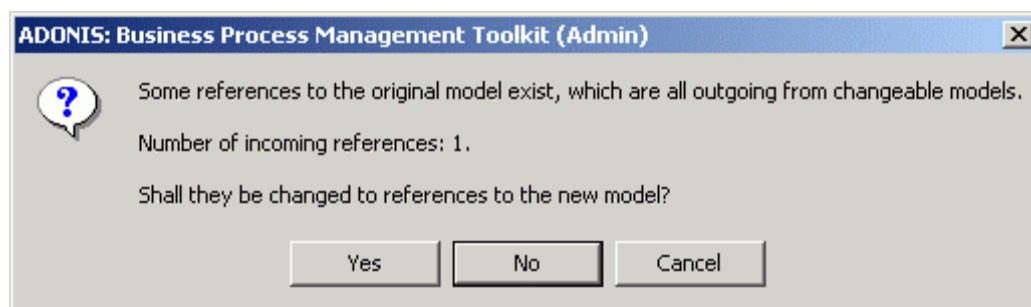 ADONIS: Business Process Management Toolkit (Admin)
Some references to the original model exist, which are all outgoing from changeable models.
Number of incoming references: 1.
Shall they be changed to references to the new model?
Yes No Cancel